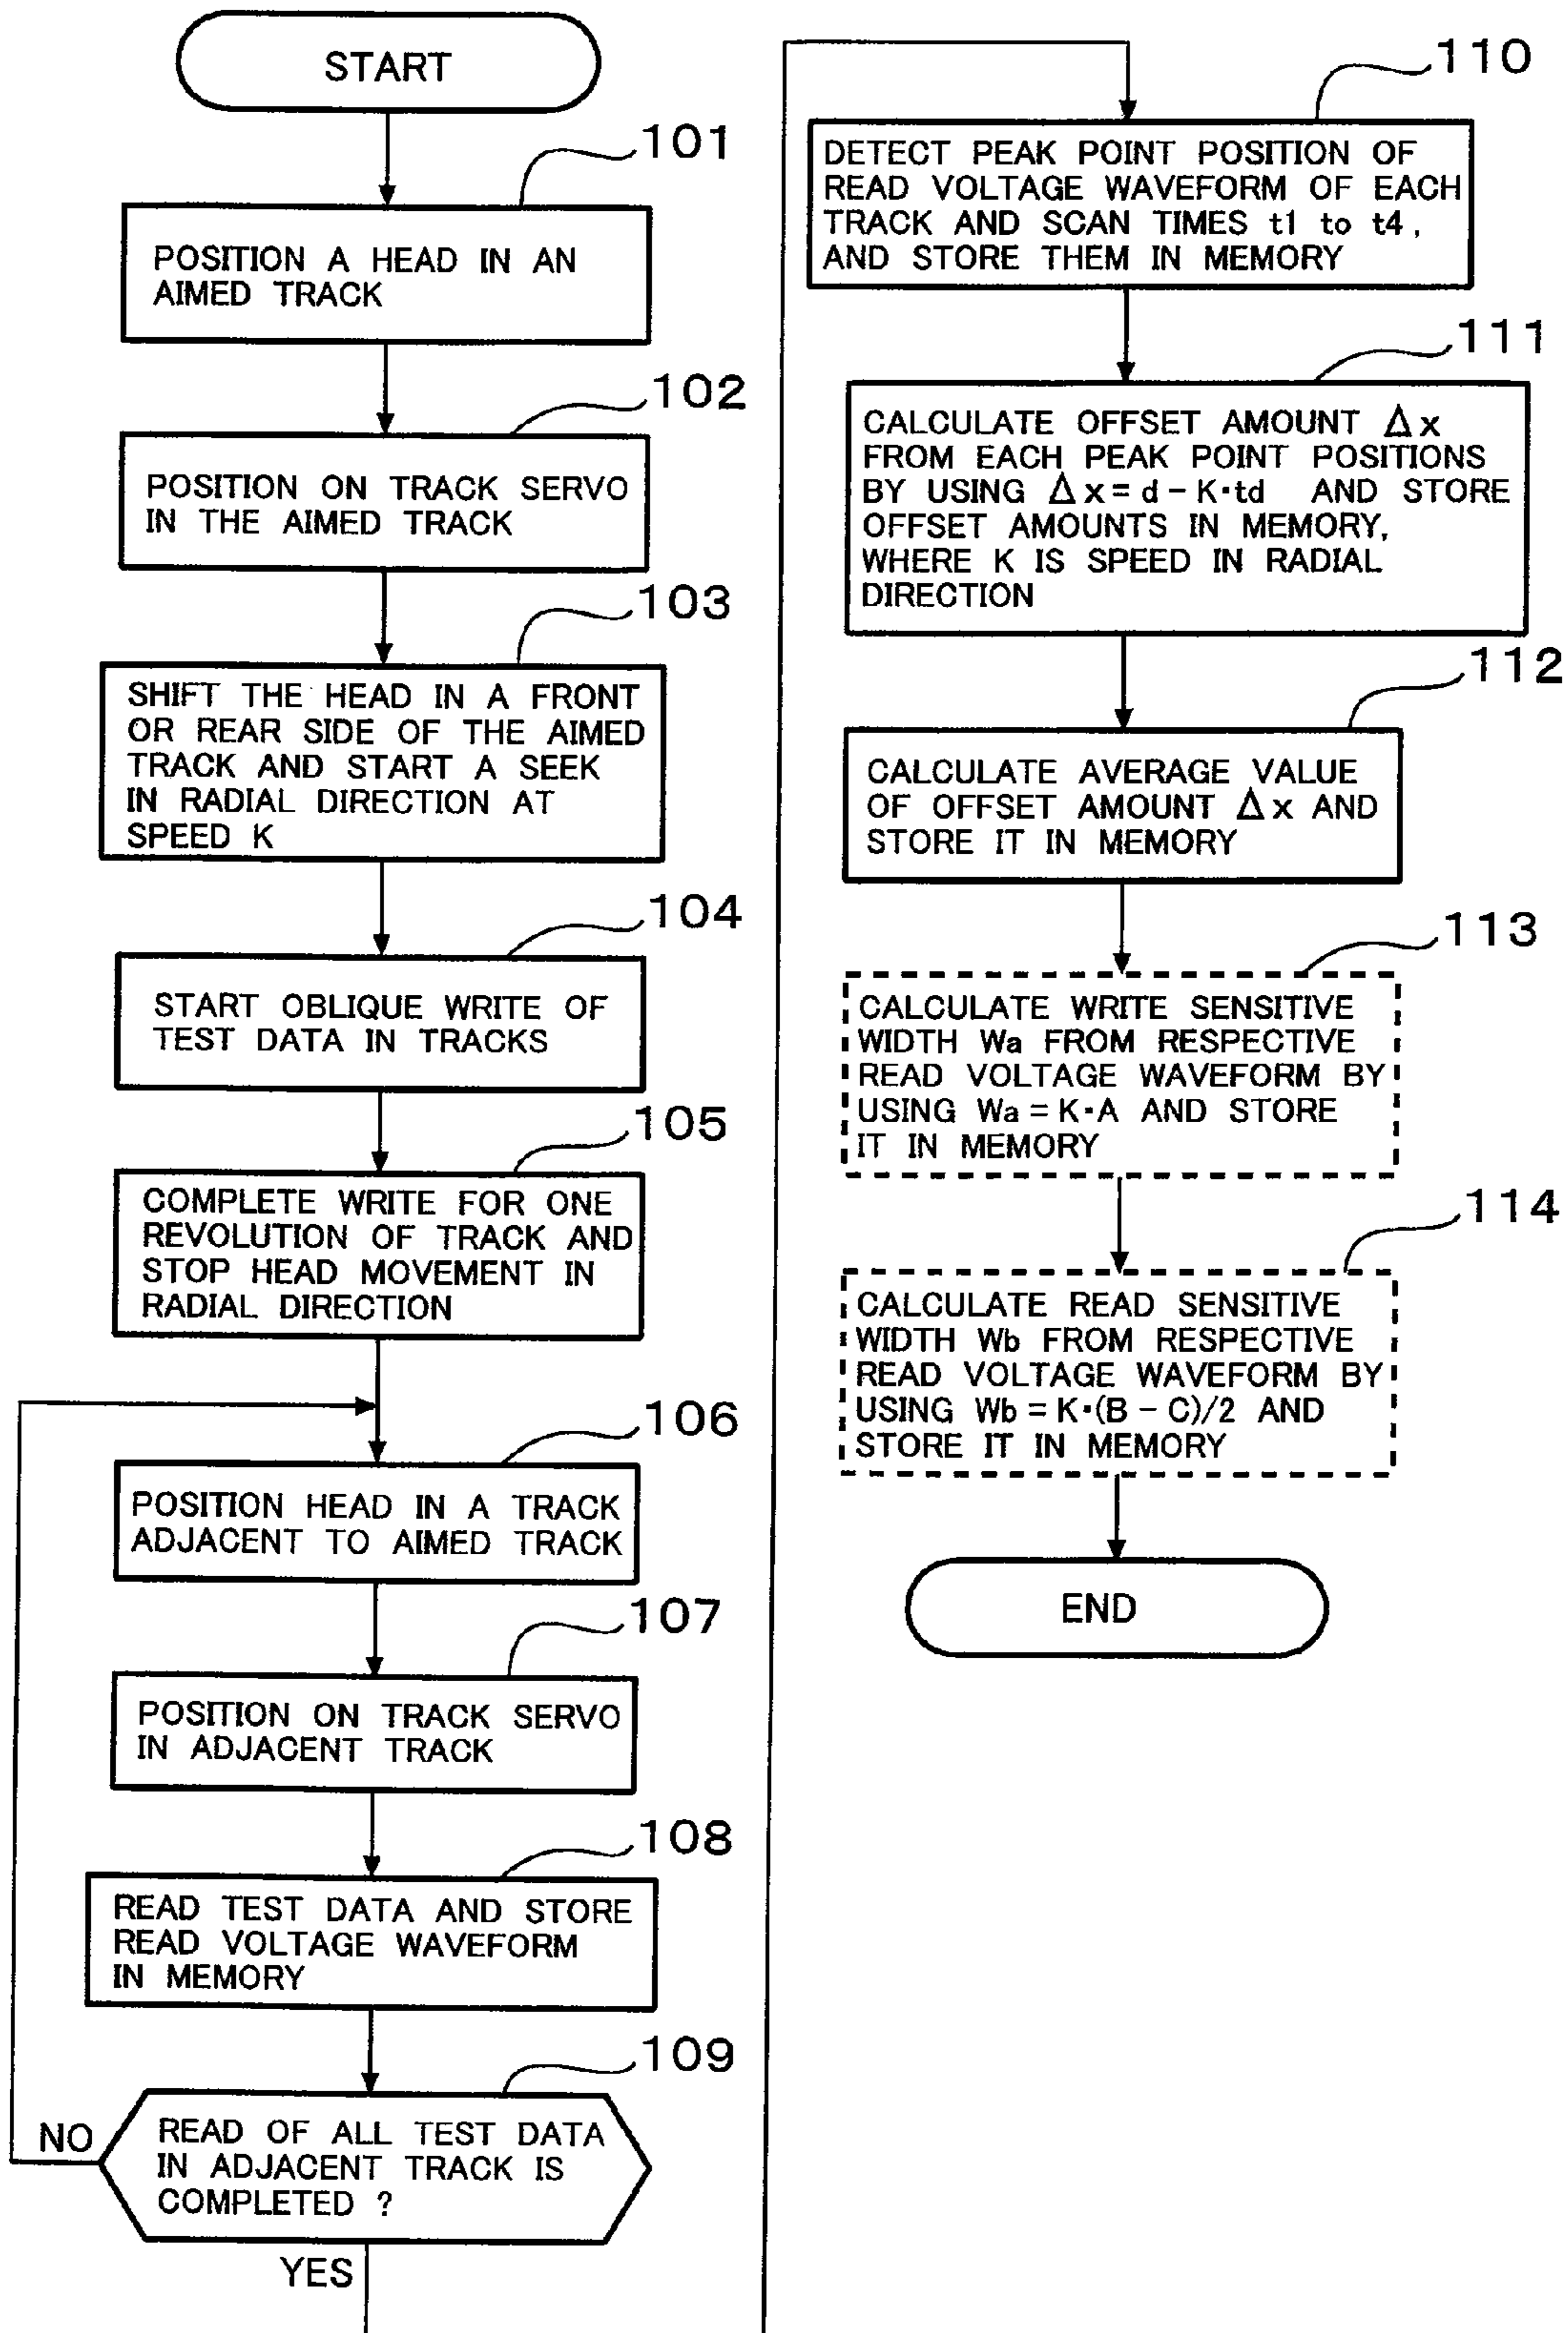 START
101
POSITION A HEAD IN AN
AIMED TRACK
102
POSITION ON TRACK SERVO
IN THE AIMED TRACK
103
SHIFT THE HEAD IN A FRONT
OR REAR SIDE OF THE AIMED
TRACK AND START A SEEK
IN RADIAL DIRECTION AT
SPEED K
104
START OBLIQUE WRITE OF
TEST DATA IN TRACKS
105
COMPLETE WRITE FOR ONE
REVOLUTION OF TRACK AND
STOP HEAD MOVEMENT IN
RADIAL DIRECTION
106
POSITION HEAD IN A TRACK
ADJACENT TO AIMED TRACK
107
POSITION ON TRACK SERVO
IN ADJACENT TRACK
108
READ TEST DATA AND STORE
READ VOLTAGE WAVEFORM
IN MEMORY
109
READ OF ALL TEST DATA
IN ADJACENT TRACK IS
COMPLETED ?
NO
YES
110
DETECT PEAK POINT POSITION OF
READ VOLTAGE WAVEFORM OF EACH
TRACK AND SCAN TIMES t1 to t4,
AND STORE THEM IN MEMORY
111
CALCULATE OFFSET AMOUNT Δx
FROM EACH PEAK POINT POSITIONS
BY USING Δx = d − K·td AND STORE
OFFSET AMOUNTS IN MEMORY,
WHERE K IS SPEED IN RADIAL
DIRECTION
112
CALCULATE AVERAGE VALUE
OF OFFSET AMOUNT Δx AND
STORE IT IN MEMORY
113
CALCULATE WRITE SENSITIVE
WIDTH Wa FROM RESPECTIVE
READ VOLTAGE WAVEFORM BY
USING Wa = K·A AND STORE
IT IN MEMORY
114
CALCULATE READ SENSITIVE
WIDTH Wb FROM RESPECTIVE
READ VOLTAGE WAVEFORM BY
USING Wb = K·(B − C)/2 AND
STORE IT IN MEMORY
END